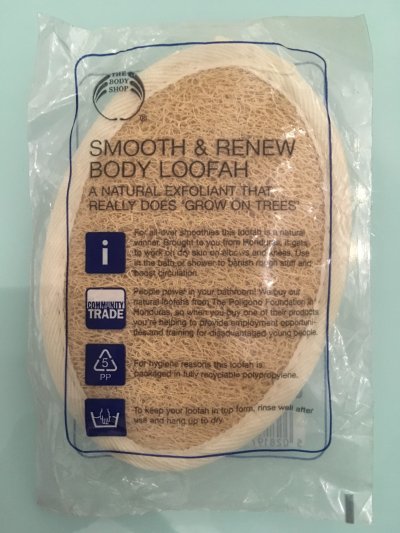 THE
BODY
SHOP
®
SMOOTH & RENEW
BODY LOOFAH
A NATURAL EXFOLIANT THAT
REALLY DOES 'GROW ON TREES'
i
For all-over smoothies this loofah is a natural
winner. Brought to you from Honduras, it gets
to work on dry skin on elbows and knees. Use
in the bath or shower to banish rough stuff and
boost circulation.
COMMUNITY
TRADE
People power in your bathroom! We buy our
natural loofahs from The Poligono Foundation in
Honduras, so when you buy one of their products
you're helping to provide employment opportuni-
ties and training for disadvantaged young people.
5
PP
For hygiene reasons this loofah is
packaged in fully recyclable polypropylene.
To keep your loofah in top form, rinse well after
use and hang up to dry.